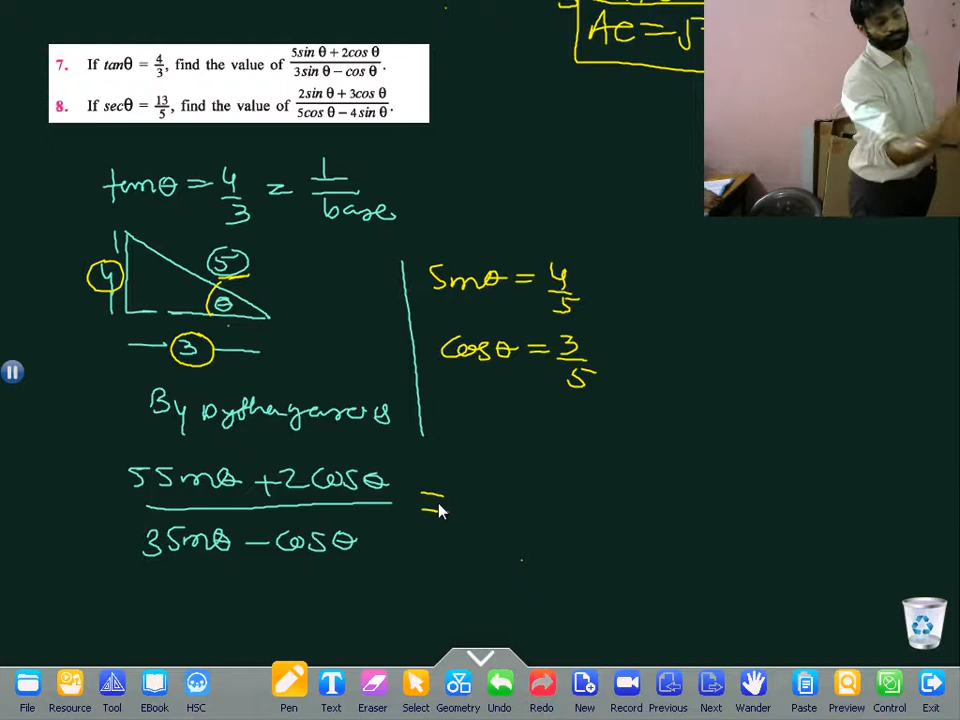 AC = √
7. If tanθ = 4/3, find the value of (5sin θ + 2cos θ)/(3sin θ − cos θ).
8. If secθ = 13/5, find the value of (2sin θ + 3cos θ)/(5cos θ − 4sin θ).
tanθ = 4/3 = L/base
4
5
θ
3
By Pythagoras
sinθ = 4/5
cosθ = 3/5
(5sinθ + 2cosθ)/(3sinθ − cosθ) =
File Resource Tool EBook HSC Pen Text Eraser Select Geometry Undo Redo New Record Previous Next Wander Paste Preview Control Exit